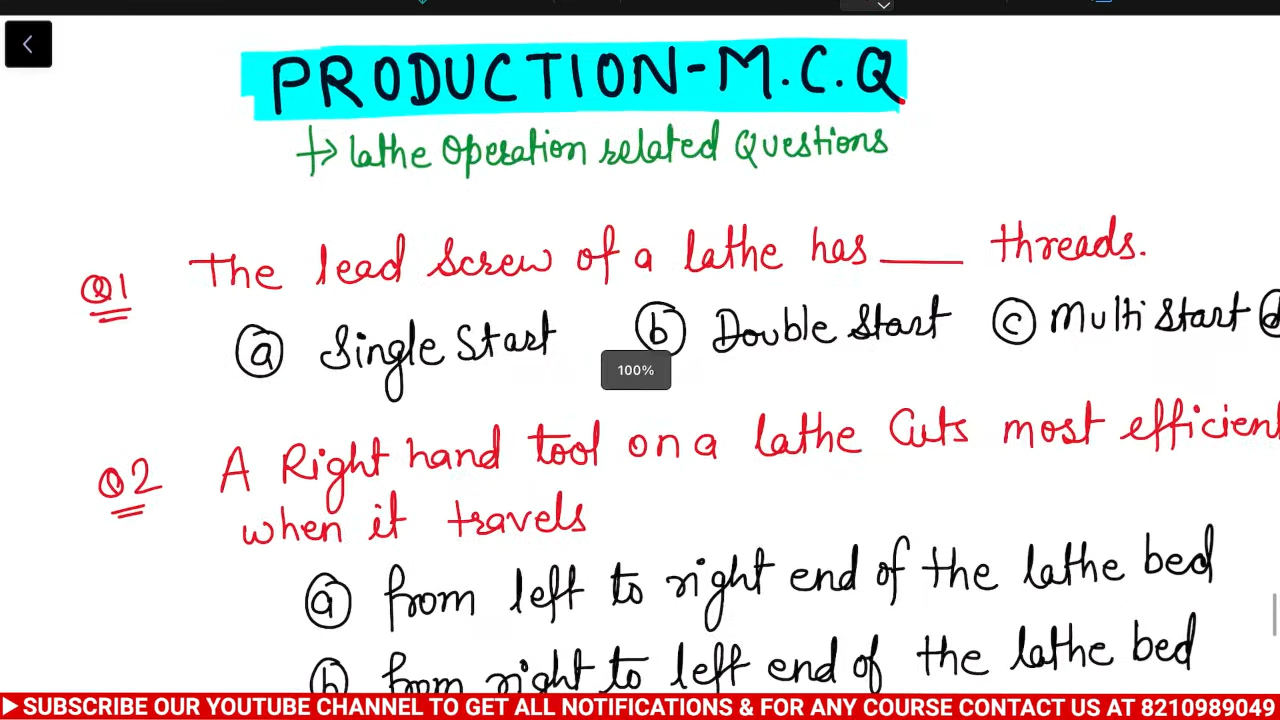 PRODUCTION-M.C.Q
→ lathe Operation related Questions
Q1 The lead screw of a lathe has ____ threads.
ⓐ Single Start ⓑ Double Start ⓒ Multi Start ⓓ
100%
Q2 A Right hand tool on a lathe Cuts most efficient
when it travels
ⓐ from left to right end of the lathe bed
ⓑ from right to left end of the lathe bed
▶ SUBSCRIBE OUR YOUTUBE CHANNEL TO GET ALL NOTIFICATIONS & FOR ANY COURSE CONTACT US AT 8210989049